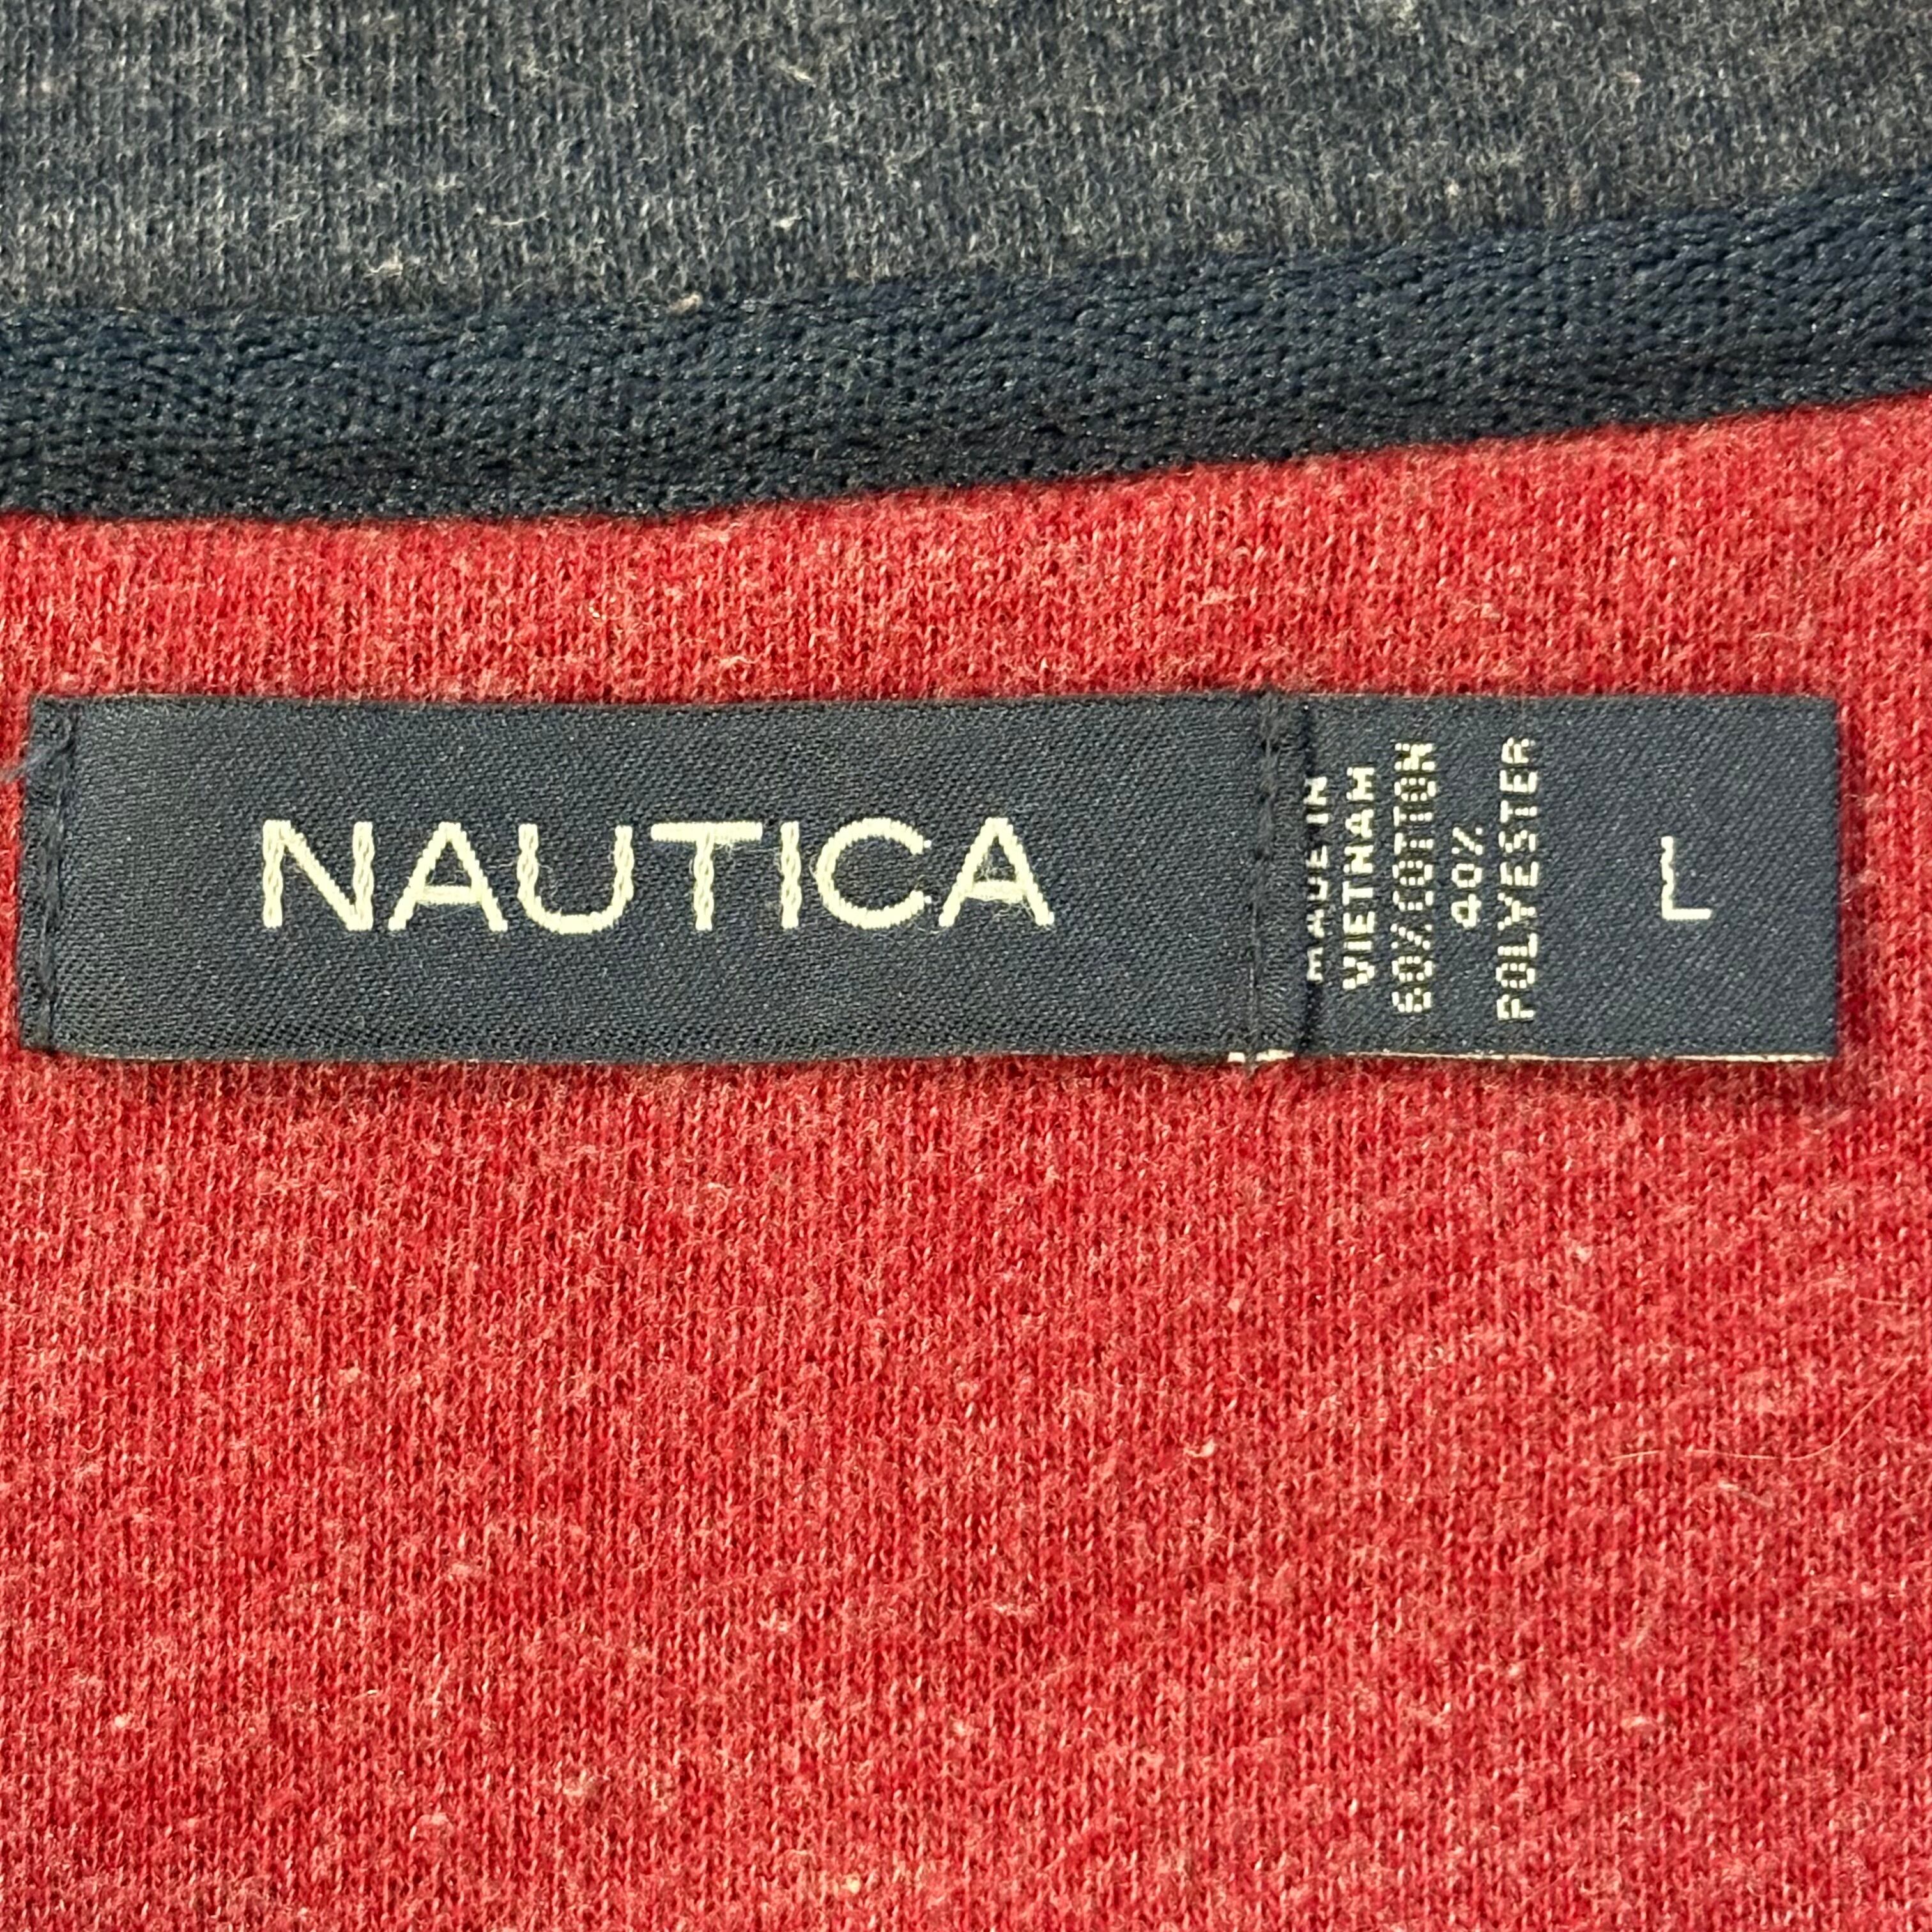 NAUTICA
MADE IN
VIETNAM
60% COTTON
40%
POLYESTER
L